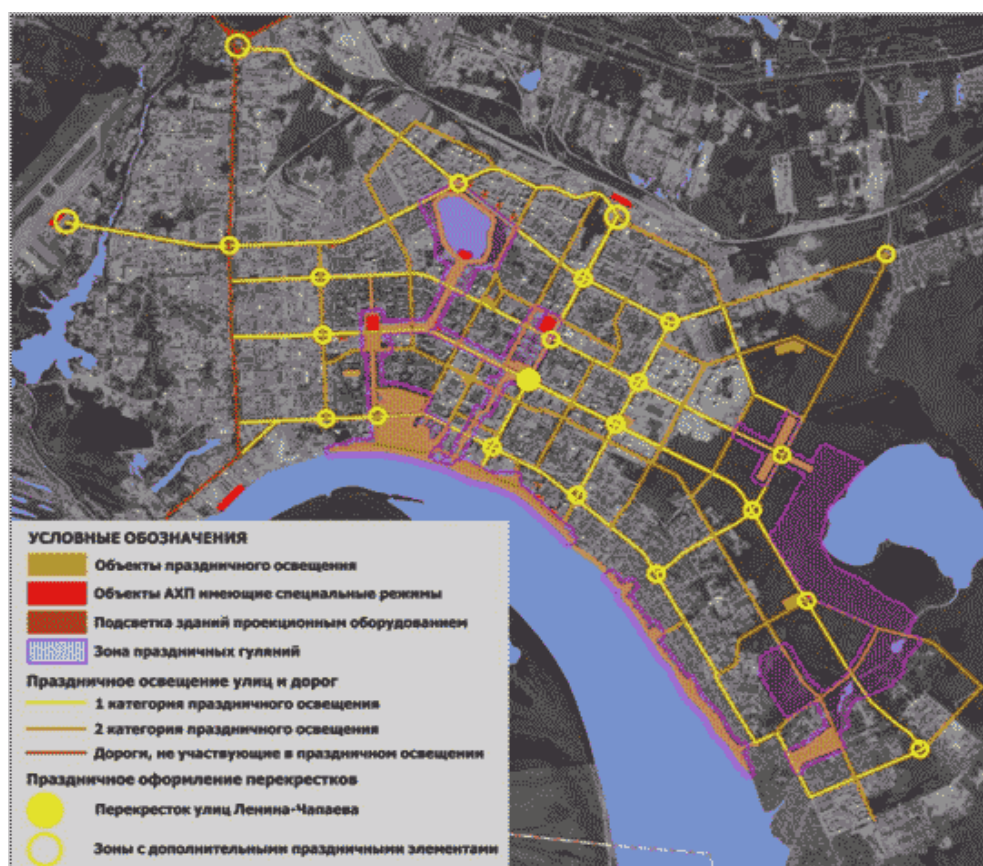 УСЛОВНЫЕ ОБОЗНАЧЕНИЯ
Объекты праздничного освещения
Объекты АХП имеющие специальные режимы
Подсветка зданий проекционным оборудованием
Зона праздничных гуляний
Праздничное освещение улиц и дорог
1 категория праздничного освещения
2 категория праздничного освещения
Дороги, не участвующие в праздничном освещении
Праздничное оформление перекрестков
Перекресток улиц Ленина-Чапаева
Зоны с дополнительными праздничными элементами